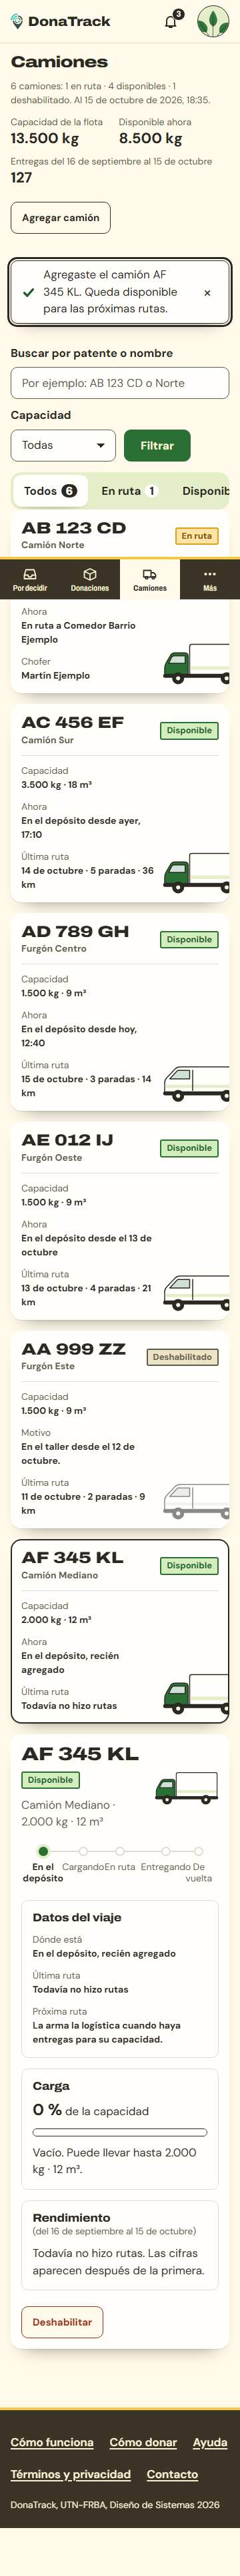 DonaTrack
3
Camiones
6 camiones: 1 en ruta · 4 disponibles · 1
deshabilitado. Al 15 de octubre de 2026, 18:35.
Capacidad de la flota
13.500 kg
Disponible ahora
8.500 kg
Entregas del 16 de septiembre al 15 de octubre
127
Agregar camión
Agregaste el camión AF
345 KL. Queda disponible
para las próximas rutas.
×
Buscar por patente o nombre
Por ejemplo: AB 123 CD o Norte
Capacidad
Todas
Filtrar
Todos 6
En ruta 1
Disponib
AB 123 CD
En ruta
Camión Norte
Por decidir
Donaciones
Camiones
Más
Ahora
En ruta a Comedor Barrio
Ejemplo
Chofer
Martín Ejemplo
AC 456 EF
Disponible
Camión Sur
Capacidad
3.500 kg · 18 m³
Ahora
En el depósito desde ayer,
17:10
Última ruta
14 de octubre · 5 paradas · 36
km
AD 789 GH
Disponible
Furgón Centro
Capacidad
1.500 kg · 9 m³
Ahora
En el depósito desde hoy,
12:40
Última ruta
15 de octubre · 3 paradas · 14
km
AE 012 IJ
Disponible
Furgón Oeste
Capacidad
1.500 kg · 9 m³
Ahora
En el depósito desde el 13 de
octubre
Última ruta
13 de octubre · 4 paradas · 21
km
AA 999 ZZ
Deshabilitado
Furgón Este
Capacidad
1.500 kg · 9 m³
Motivo
En el taller desde el 12 de
octubre.
Última ruta
11 de octubre · 2 paradas · 9
km
AF 345 KL
Disponible
Camión Mediano
Capacidad
2.000 kg · 12 m³
Ahora
En el depósito, recién
agregado
Última ruta
Todavía no hizo rutas
AF 345 KL
Disponible
Camión Mediano ·
2.000 kg · 12 m³
En el
depósito
Cargando
En ruta
Entregando
De
vuelta
Datos del viaje
Dónde está
En el depósito, recién agregado
Última ruta
Todavía no hizo rutas
Próxima ruta
La arma la logística cuando haya
entregas para su capacidad.
Carga
0 % de la capacidad
Vacío. Puede llevar hasta 2.000
kg · 12 m³.
Rendimiento
(del 16 de septiembre al 15 de octubre)
Todavía no hizo rutas. Las cifras
aparecen después de la primera.
Deshabilitar
Cómo funciona
Cómo donar
Ayuda
Términos y privacidad
Contacto
DonaTrack, UTN-FRBA, Diseño de Sistemas 2026